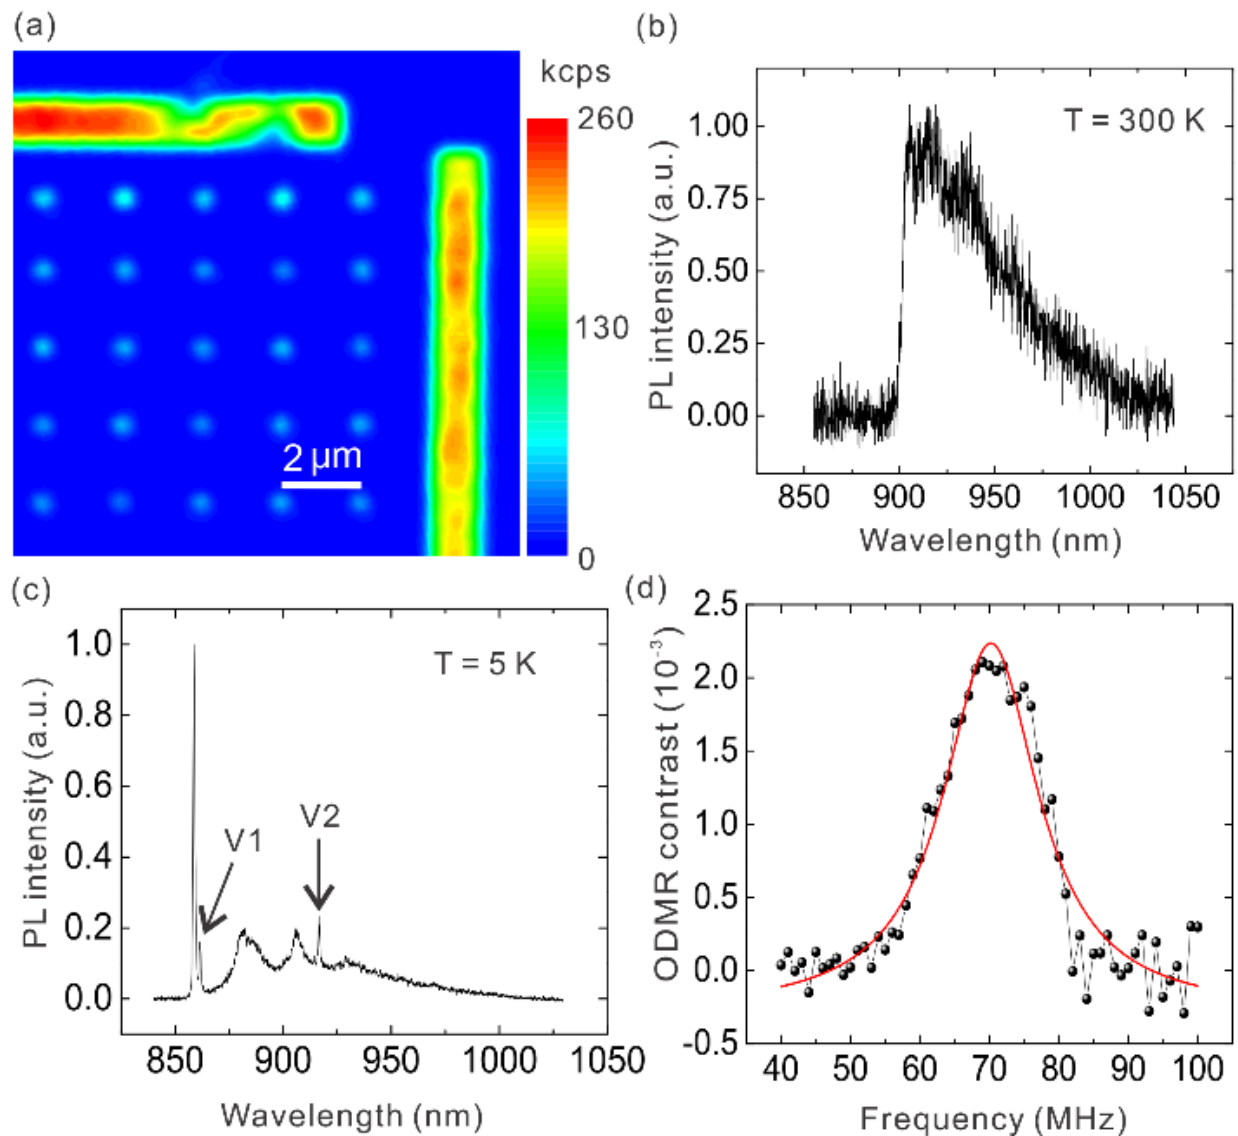 (a)
kcps
260
130
0
2 μm
(b)
PL intensity (a.u.)
1.00
0.75
0.50
0.25
0.00
T = 300 K
850 900 950 1000 1050
Wavelength (nm)
(c)
PL intensity (a.u.)
1.0
0.8
0.6
0.4
0.2
0.0
T = 5 K
V1
V2
850 900 950 1000 1050
Wavelength (nm)
(d)
ODMR contrast (10⁻³)
2.5
2.0
1.5
1.0
0.5
0.0
-0.5
40 50 60 70 80 90 100
Frequency (MHz)